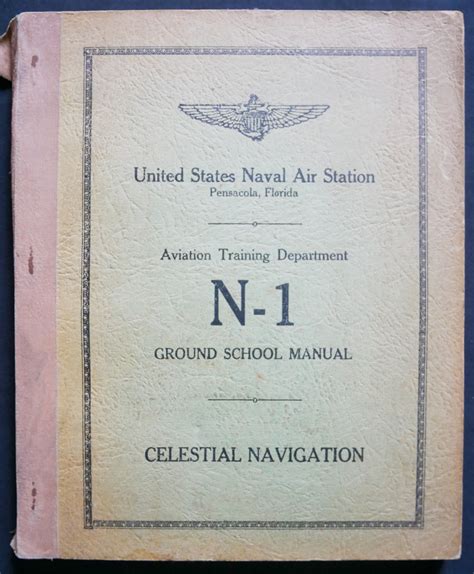 United States Naval Air Station
Pensacola, Florida
Aviation Training Department
N-1
GROUND SCHOOL MANUAL
CELESTIAL NAVIGATION